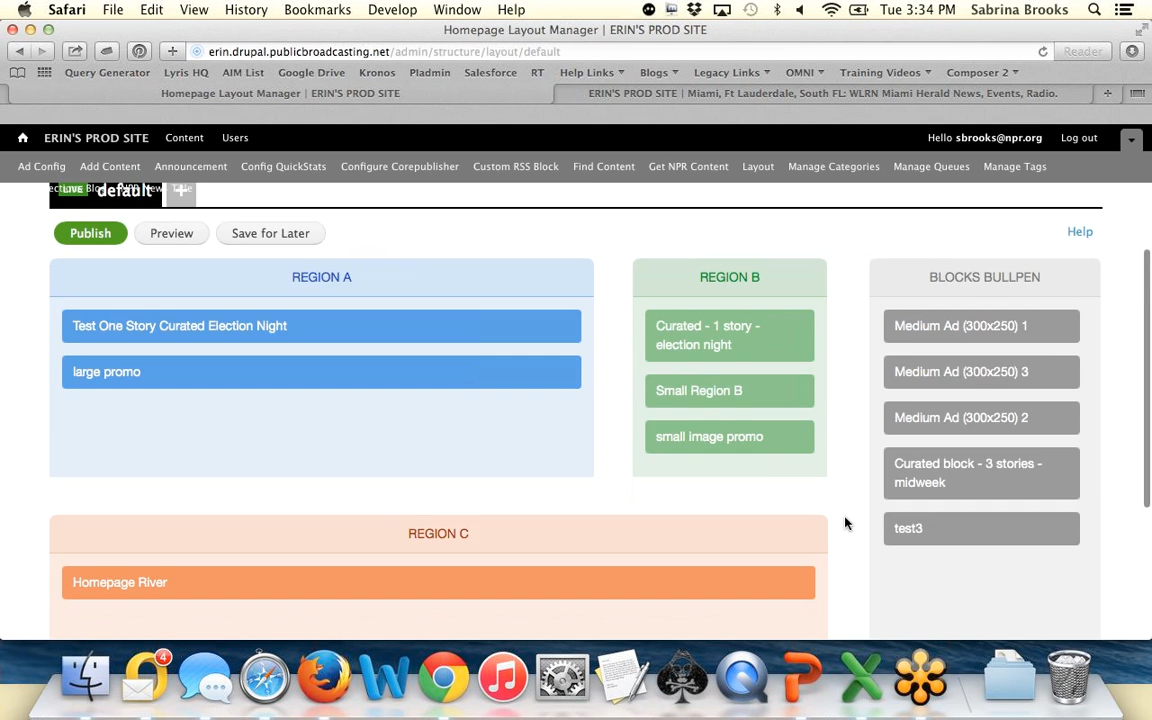 Safari File Edit View History Bookmarks Develop Window Help Tue 3:34 PM Sabrina Brooks
Homepage Layout Manager | ERIN'S PROD SITE
erin.drupal.publicbroadcasting.net/admin/structure/layout/default Reader
Query Generator Lyris HQ AIM List Google Drive Kronos Pladmin Salesforce RT Help Links Blogs Legacy Links OMNI Training Videos Composer 2
Homepage Layout Manager | ERIN'S PROD SITE ERIN'S PROD SITE | Miami, Ft Lauderdale, South FL: WLRN Miami Herald News, Events, Radio. +
ERIN'S PROD SITE Content Users Hello sbrooks@npr.org Log out
Ad Config Add Content Announcement Config QuickStats Configure Corepublisher Custom RSS Block Find Content Get NPR Content Layout Manage Categories Manage Queues Manage Tags
LIVE default +
Publish Preview Save for Later Help
REGION A REGION B BLOCKS BULLPEN
Test One Story Curated Election Night
large promo
Curated - 1 story -
election night
Small Region B
small image promo
Medium Ad (300x250) 1
Medium Ad (300x250) 3
Medium Ad (300x250) 2
Curated block - 3 stories -
midweek
test3
REGION C
Homepage River
4